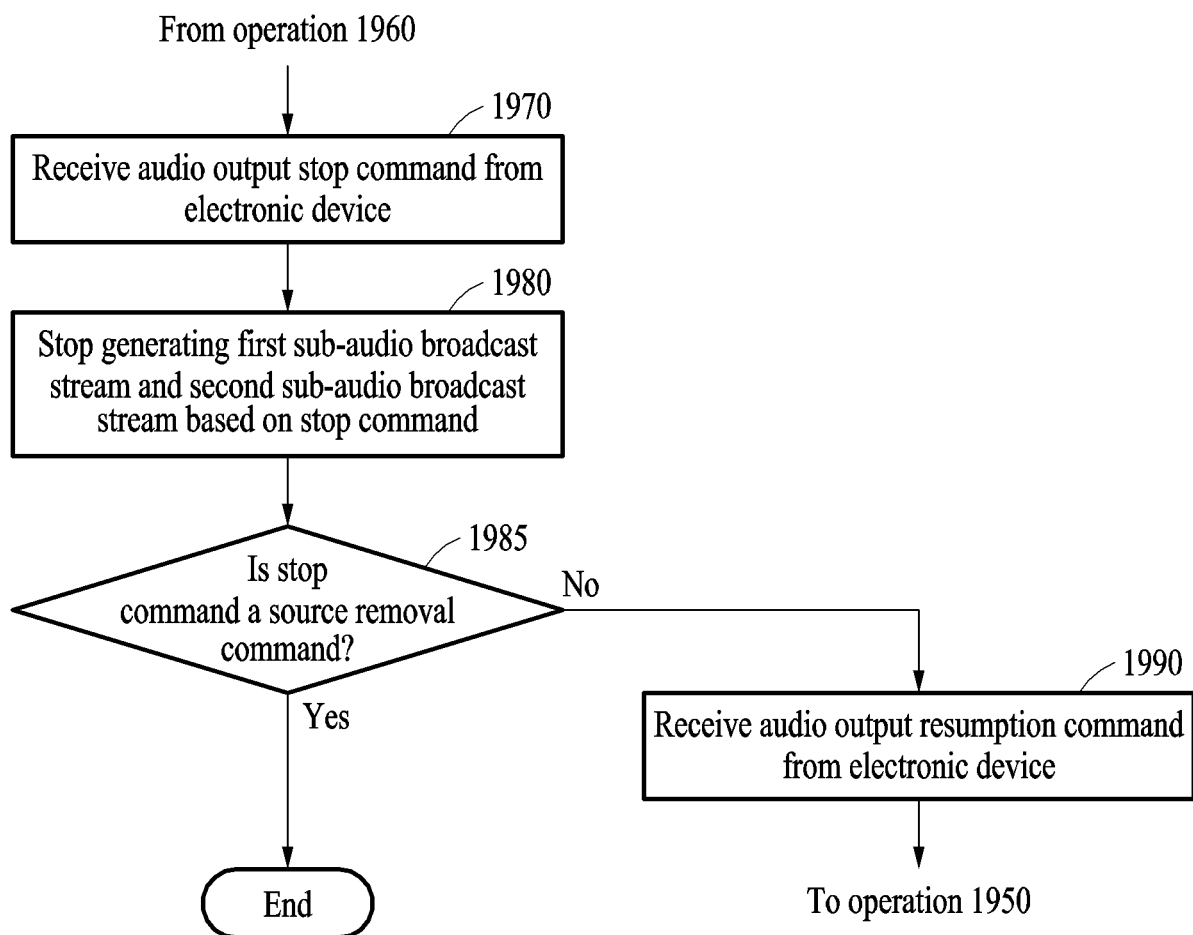 From operation 1960
1970
Receive audio output stop command from
electronic device
1980
Stop generating first sub-audio broadcast
stream and second sub-audio broadcast
stream based on stop command
1985
Is stop
command a source removal
command?
No
Yes
1990
Receive audio output resumption command
from electronic device
End
To operation 1950